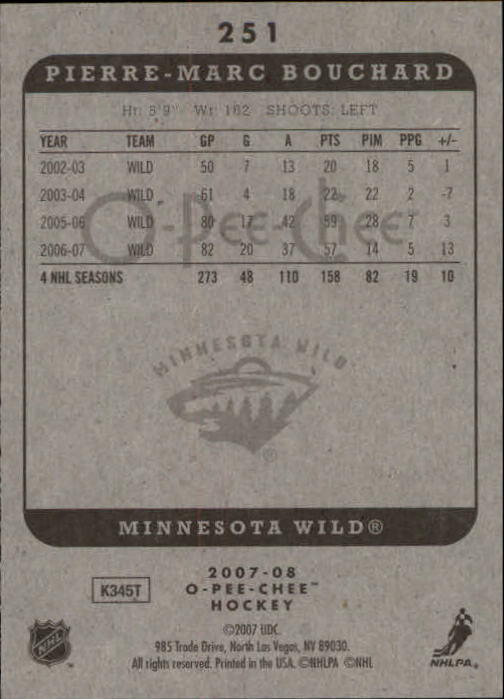 251
PIERRE-MARC BOUCHARD
HT: 5'9" WT: 162 SHOOTS: LEFT
YEAR TEAM GP G A PTS PIM PPG +/-
2002-03 WILD 50 7 13 20 18 5 1
2003-04 WILD 61 4 18 22 22 2 -7
2005-06 WILD 80 17 42 59 28 7 3
2006-07 WILD 82 20 37 57 14 5 13
O-Pee-Chee
4 NHL SEASONS 273 48 110 158 82 19 10
MINNESOTA WILD
®
MINNESOTA WILD®
2007-08
K345T
O-PEE-CHEE™
HOCKEY
©2007 UDC.
985 Trade Drive, North Las Vegas, NV 89030.
All rights reserved. Printed in the USA. ©NHLPA ©NHL
NHL
NHLPA